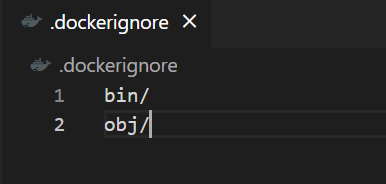 .dockerignore
.dockerignore
1 bin/
2 obj/